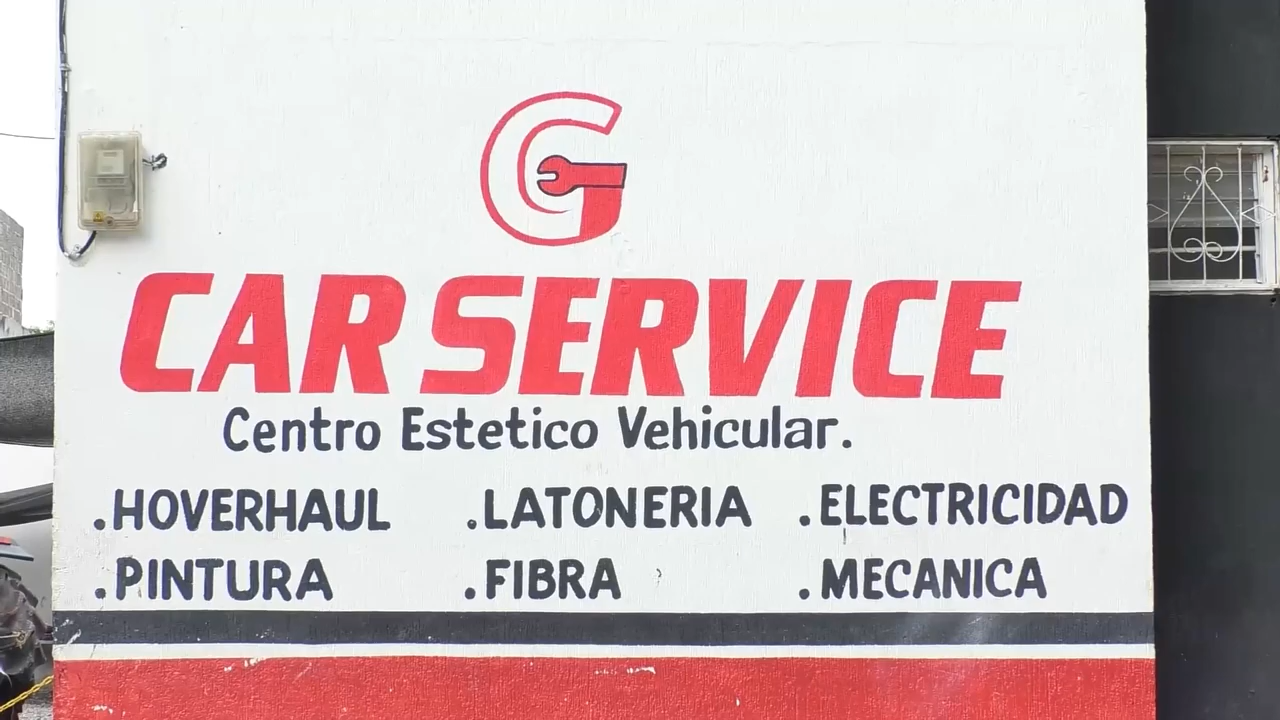 G
CAR SERVICE
Centro Estetico Vehicular.
.HOVERHAUL .LATONERIA .ELECTRICIDAD
.PINTURA .FIBRA .MECANICA